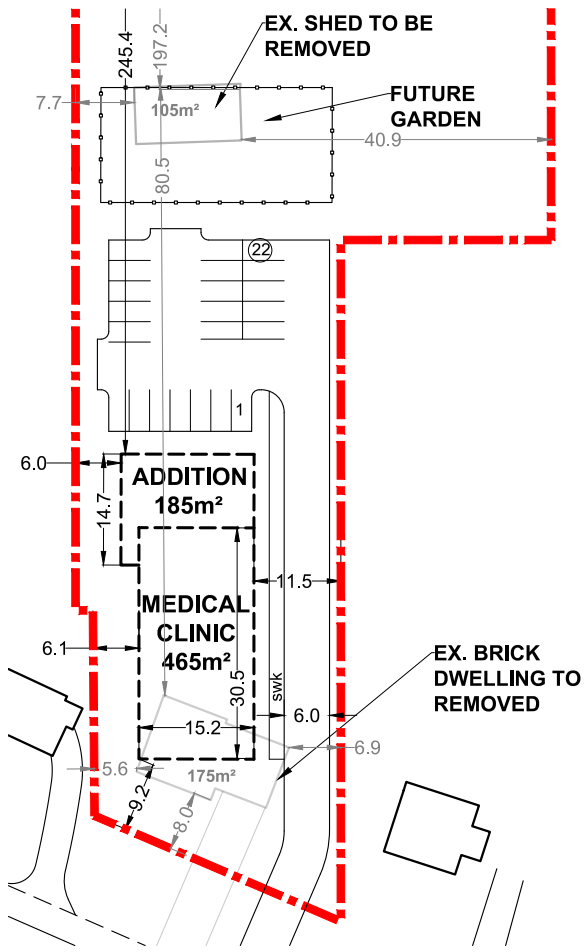 EX. SHED TO BE
REMOVED
245.4
197.2
7.7
105m²
FUTURE
GARDEN
40.9
80.5
22
1
6.0
ADDITION
185m²
14.7
11.5
MEDICAL
CLINIC
465m²
6.1
30.5
swk
EX. BRICK
DWELLING TO
REMOVED
15.2
6.0
6.9
5.6
175m²
9.2
8.0